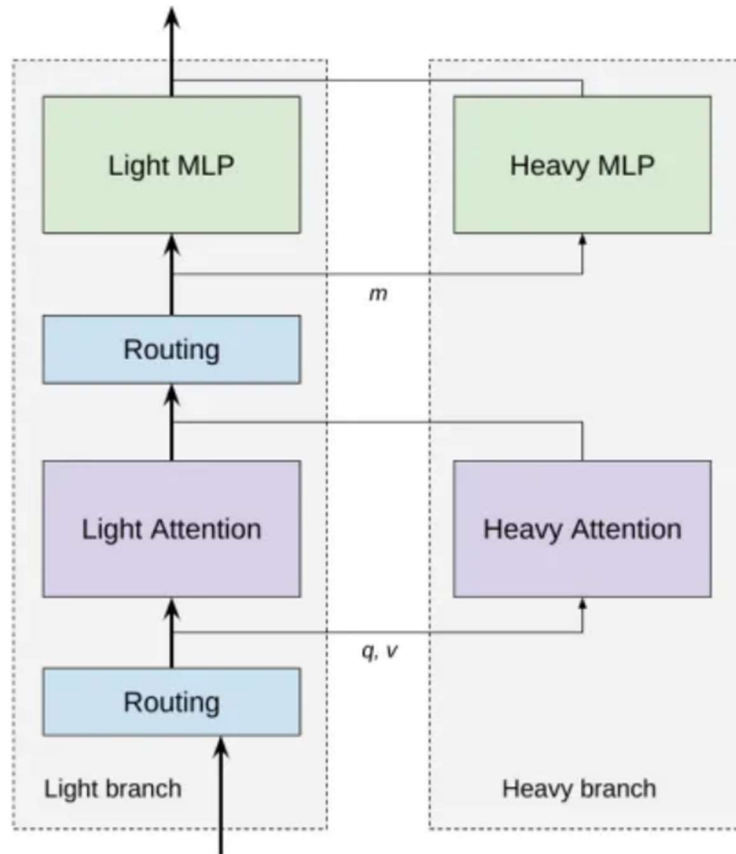 Light MLP
Heavy MLP
m
Routing
Light Attention
Heavy Attention
q, v
Routing
Light branch
Heavy branch